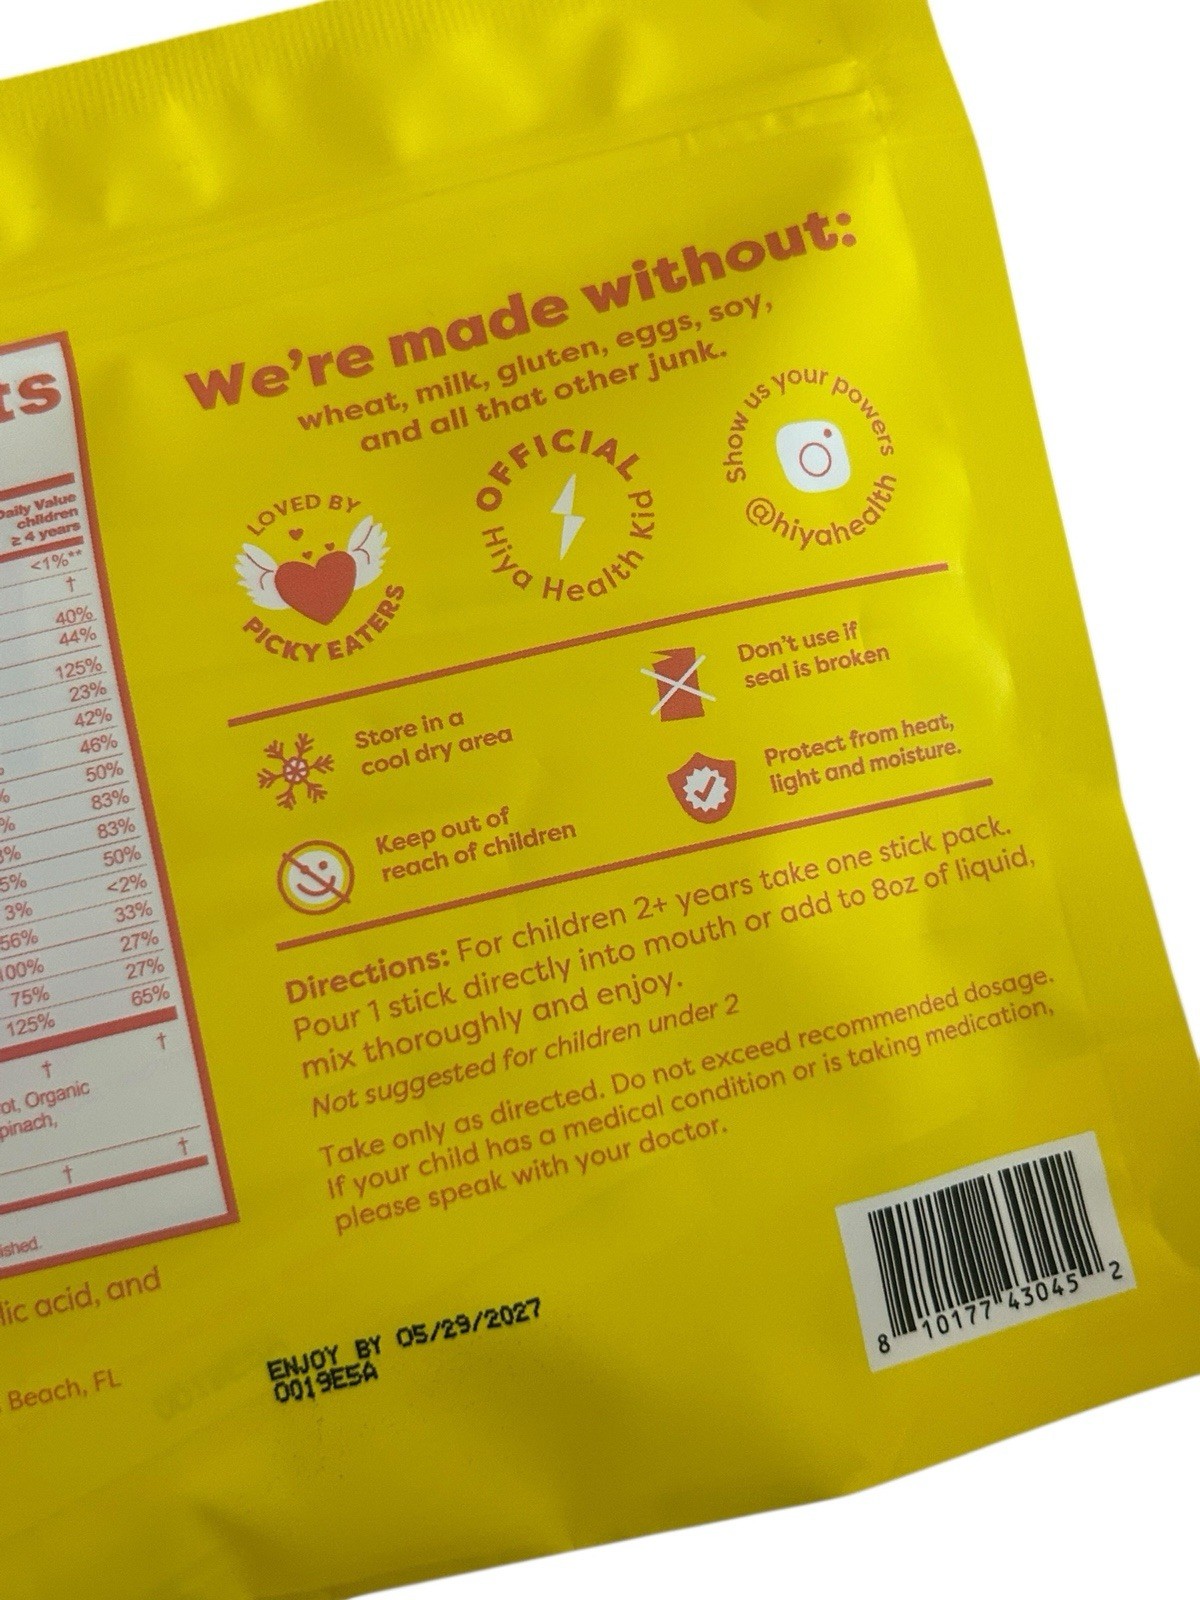 We're made without:
wheat, milk, gluten, eggs, soy,
and all that other junk.
LOVED BY
PICKY EATERS
OFFICIAL
Hiya Health Kid
Show us your powers
@hiyahealth
Store in a
cool dry area
Don't use if
seal is broken
Keep out of
reach of children
Protect from heat,
light and moisture.
Directions: For children 2+ years take one stick pack.
Pour 1 stick directly into mouth or add to 8oz of liquid,
mix thoroughly and enjoy.
Not suggested for children under 2
Take only as directed. Do not exceed recommended dosage.
If your child has a medical condition or is taking medication,
please speak with your doctor.
ENJOY BY 05/29/2027
0019E5A
8 10177 43045 2
ts
Daily Value
children
≥ 4 years
<1%**
†
40%
44%
125%
23%
42%
46%
50%
83%
83%
50%
5% <2%
3% 33%
56% 27%
100% 27%
75% 65%
125%
† †
Organic
† †
lic acid, and
Beach, FL